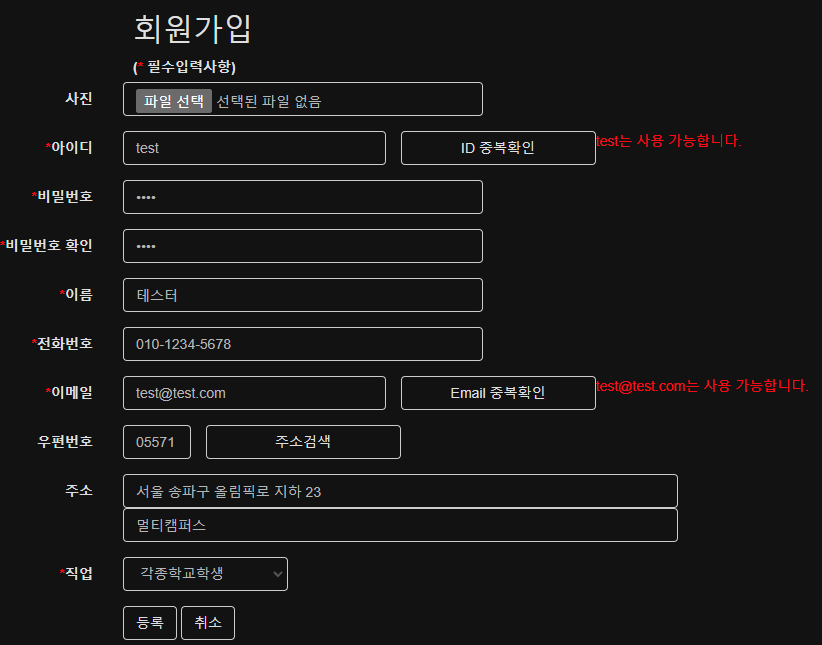 회원가입
(* 필수입력사항)
사진 파일 선택 선택된 파일 없음
*아이디 test ID 중복확인 test는 사용 가능합니다.
*비밀번호 ••••
*비밀번호 확인 ••••
*이름 테스터
*전화번호 010-1234-5678
*이메일 test@test.com Email 중복확인 test@test.com는 사용 가능합니다.
우편번호 05571 주소검색
주소 서울 송파구 올림픽로 지하 23
멀티캠퍼스
*직업 각종학교학생
등록 취소